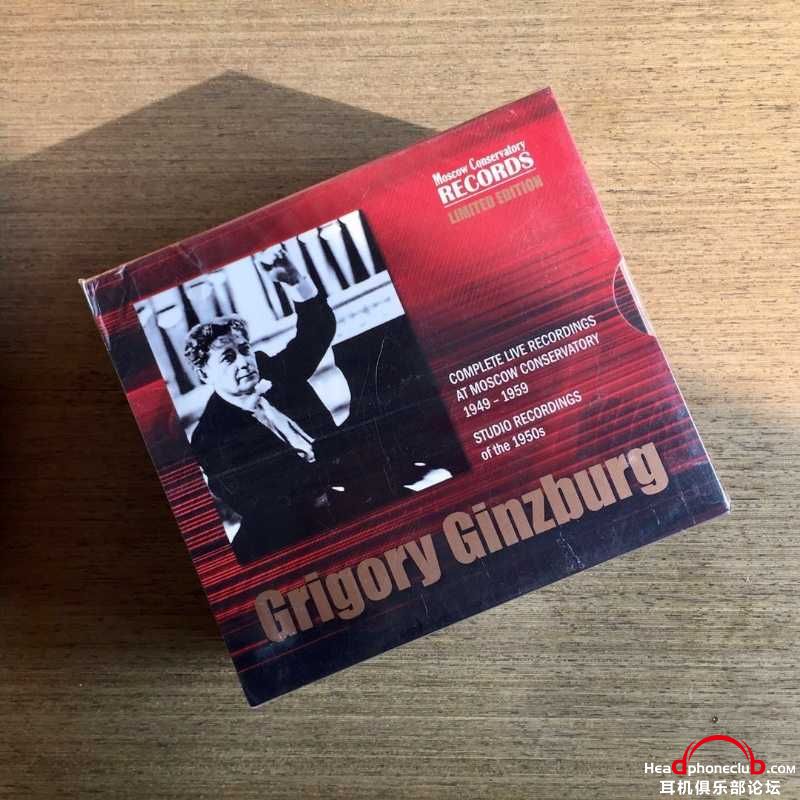 Moscow Conservatory
RECORDS
LIMITED EDITION
COMPLETE LIVE RECORDINGS
AT MOSCOW CONSERVATORY
1949 - 1959
STUDIO RECORDINGS
of the 1950s
Grigory Ginzburg
Headphoneclub.com
耳机俱乐部论坛